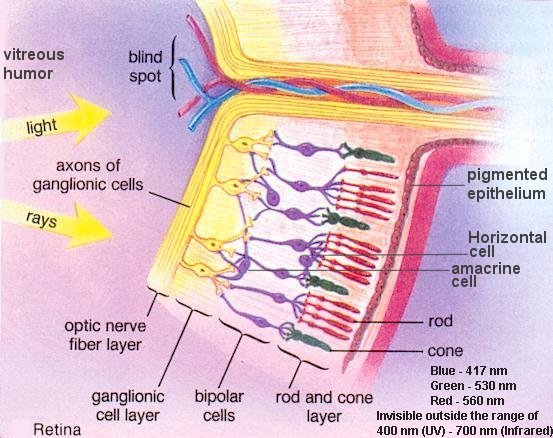 vitreous
humor
blind
spot
light
axons of
ganglionic cells
rays
pigmented
epithelium
Horizontal
cell
amacrine
cell
optic nerve
fiber layer
rod
cone
ganglionic
cell layer
bipolar
cells
rod and cone
layer
Blue - 417 nm
Green - 530 nm
Red - 560 nm
Invisible outside the range of
400 nm (UV) - 700 nm (Infrared)
Retina